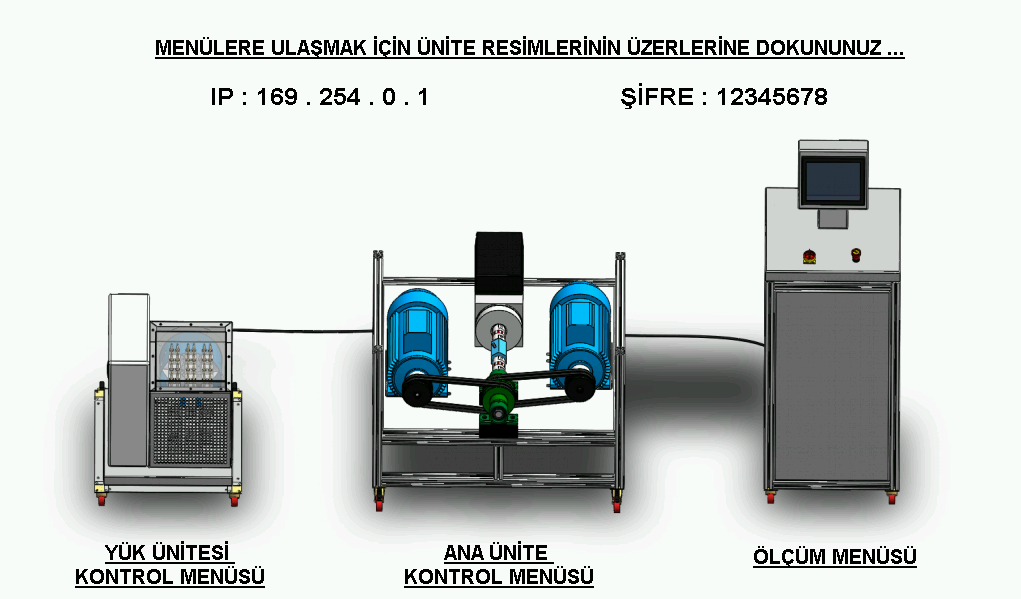 MENÜLERE ULAŞMAK İÇİN ÜNİTE RESİMLERİNİN ÜZERLERİNE DOKUNUNUZ ...
IP : 169 . 254 . 0 . 1
ŞİFRE : 12345678
YÜK ÜNİTESİ
KONTROL MENÜSÜ
ANA ÜNİTE
KONTROL MENÜSÜ
ÖLÇÜM MENÜSÜ